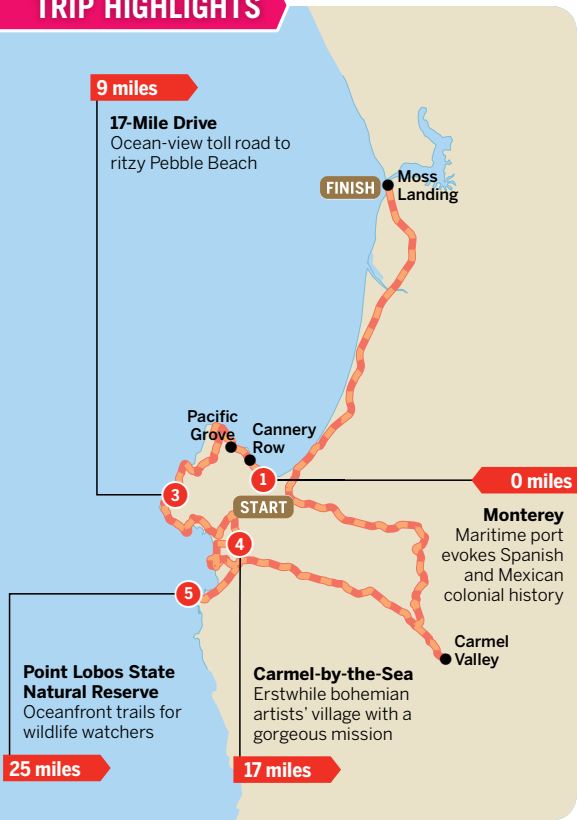 TRIP HIGHLIGHTS
9 miles
17-Mile Drive
Ocean-view toll road to
ritzy Pebble Beach
FINISH
Moss
Landing
Pacific
Grove
Cannery
Row
1
0 miles
3
START
Monterey
Maritime port
evokes Spanish
and Mexican
colonial history
4
5
Carmel
Valley
Point Lobos State
Natural Reserve
Oceanfront trails for
wildlife watchers
25 miles
Carmel-by-the-Sea
Erstwhile bohemian
artists' village with a
gorgeous mission
17 miles